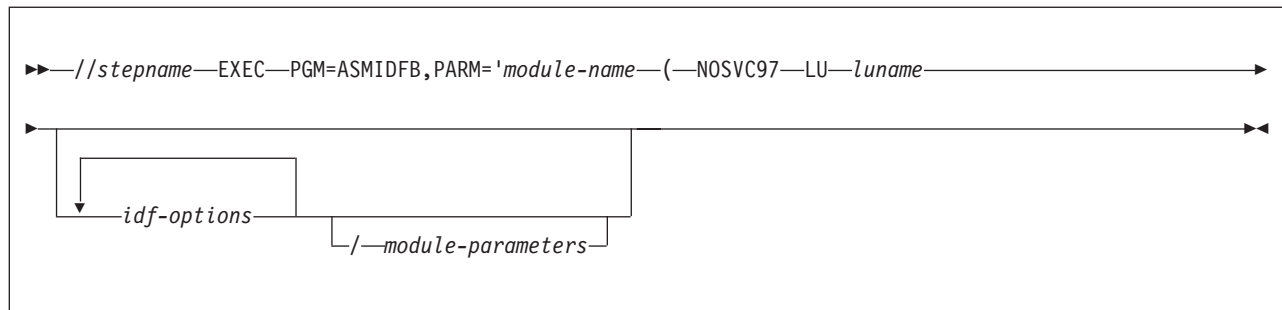 //stepname EXEC PGM=ASMIDFB,PARM='module-name ( NOSVC97 LU luname
idf-options
/ module-parameters